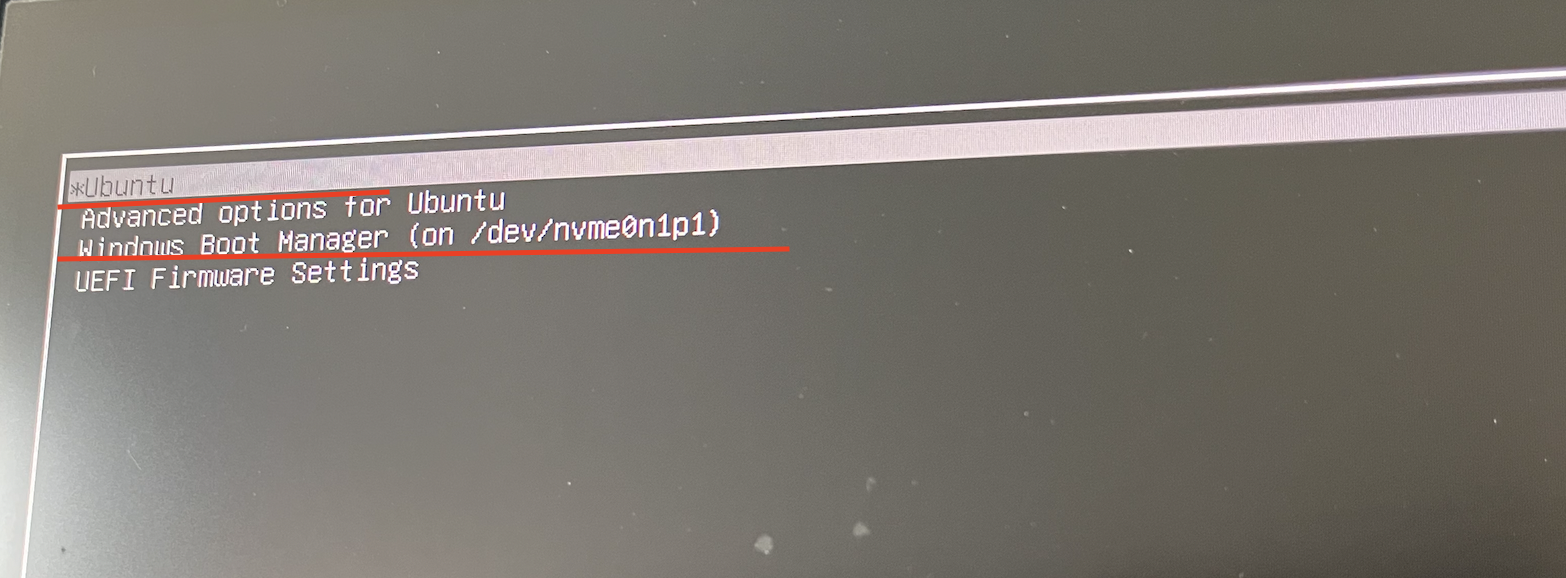 *Ubuntu
Advanced options for Ubuntu
Windows Boot Manager (on /dev/nvme0n1p1)
UEFI Firmware Settings